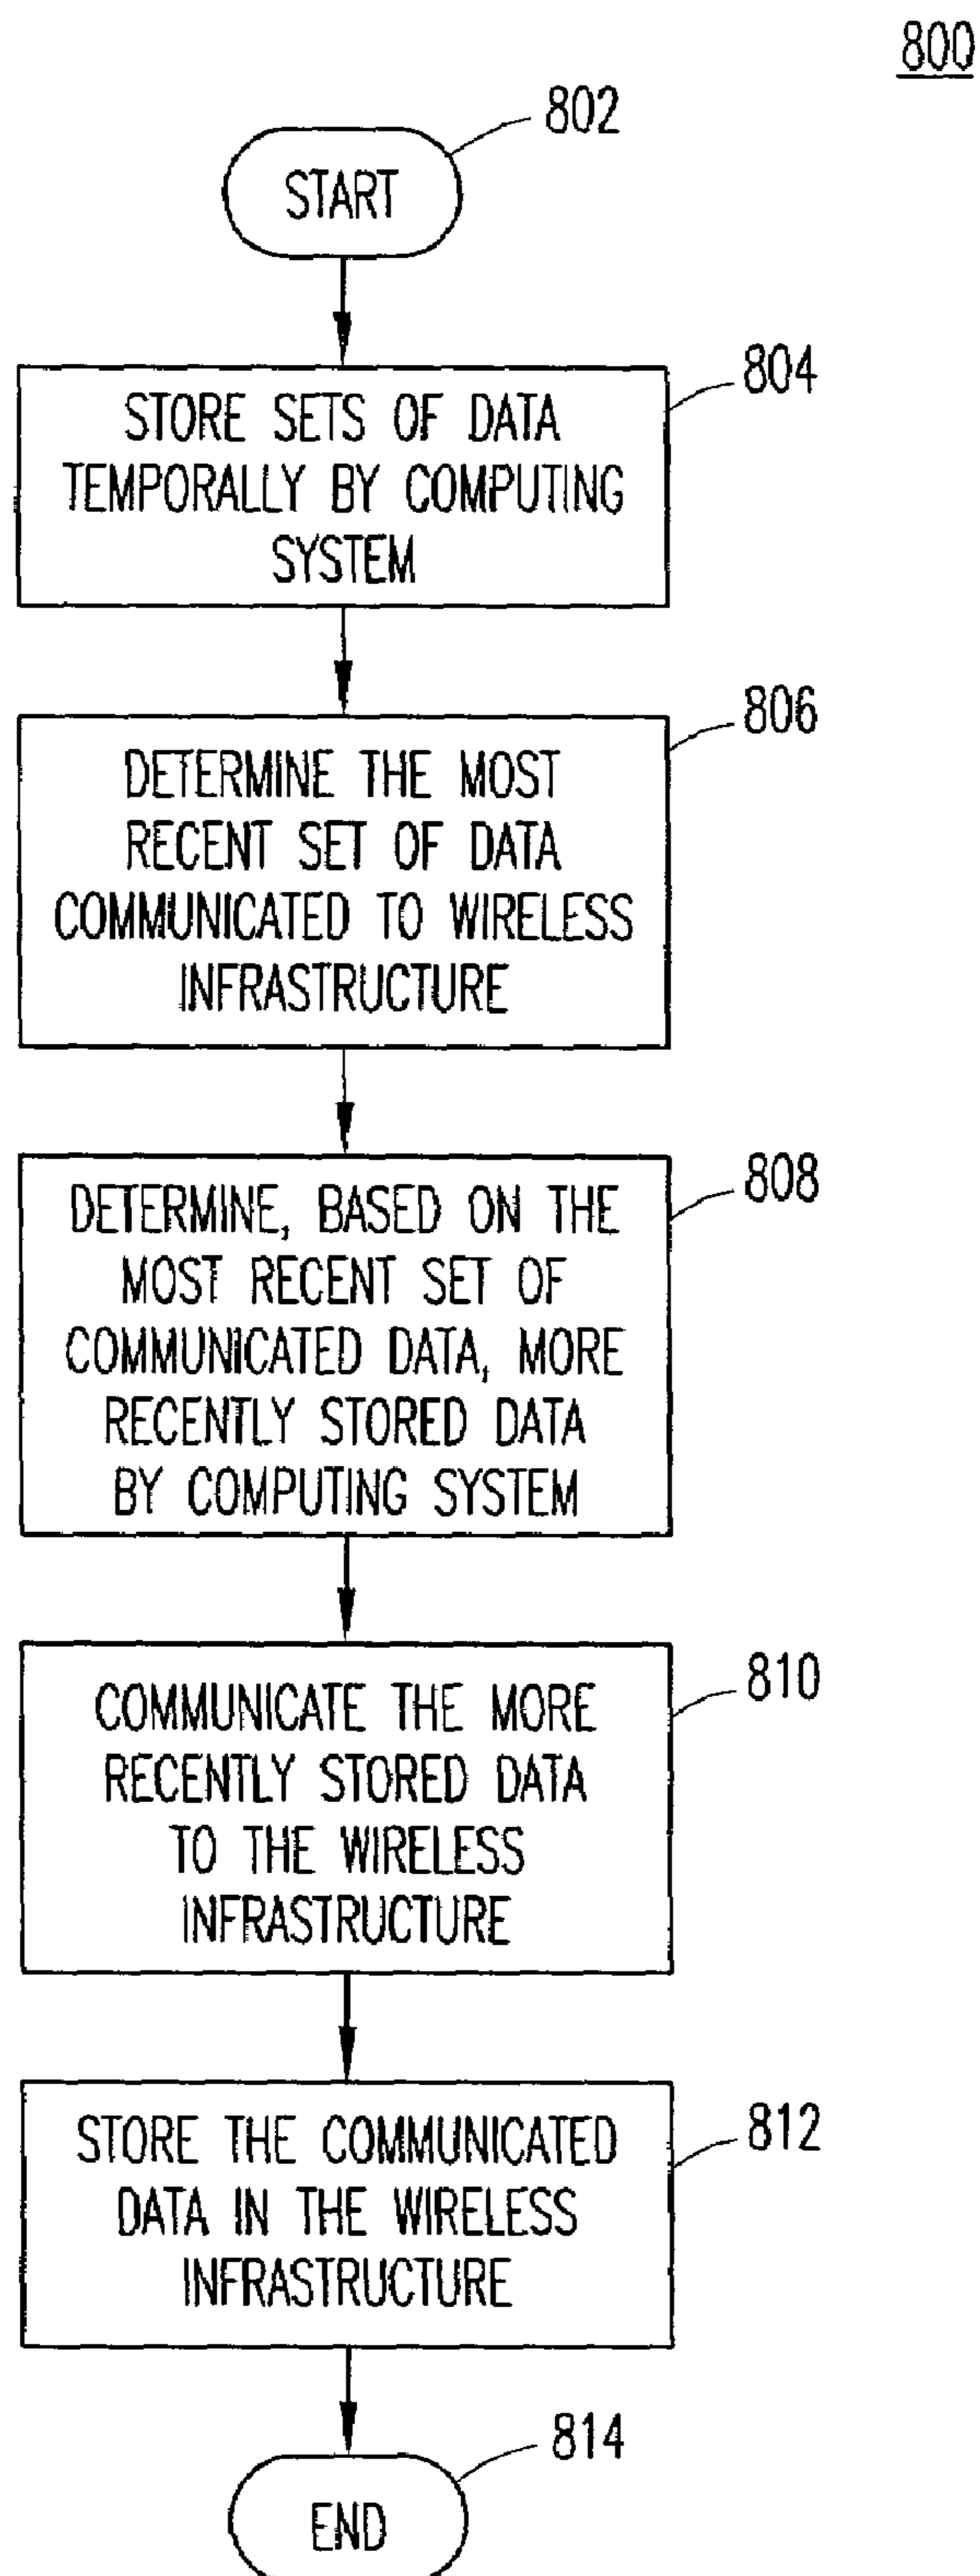 800
802
START
804
STORE SETS OF DATA
TEMPORALLY BY COMPUTING
SYSTEM
806
DETERMINE THE MOST
RECENT SET OF DATA
COMMUNICATED TO WIRELESS
INFRASTRUCTURE
808
DETERMINE, BASED ON THE
MOST RECENT SET OF
COMMUNICATED DATA, MORE
RECENTLY STORED DATA
BY COMPUTING SYSTEM
810
COMMUNICATE THE MORE
RECENTLY STORED DATA
TO THE WIRELESS
INFRASTRUCTURE
812
STORE THE COMMUNICATED
DATA IN THE WIRELESS
INFRASTRUCTURE
814
END